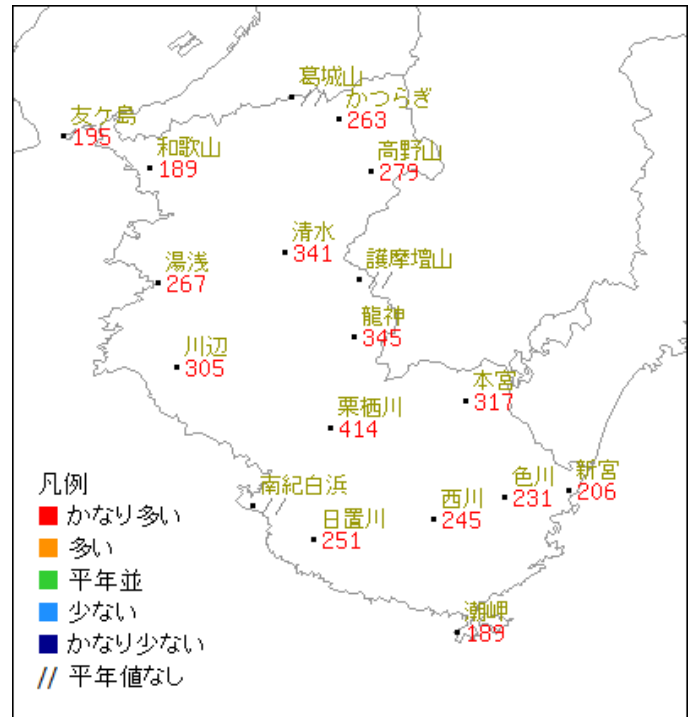 葛城山
//
かつらぎ
263
友ケ島
195
和歌山
189
高野山
279
清水
341
護摩壇山
//
湯浅
267
龍神
345
川辺
305
本宮
317
栗栖川
414
南紀白浜
//
日置川
251
西川
245
色川
231
新宮
206
潮岬
189
凡例
かなり多い
多い
平年並
少ない
かなり少ない
// 平年値なし